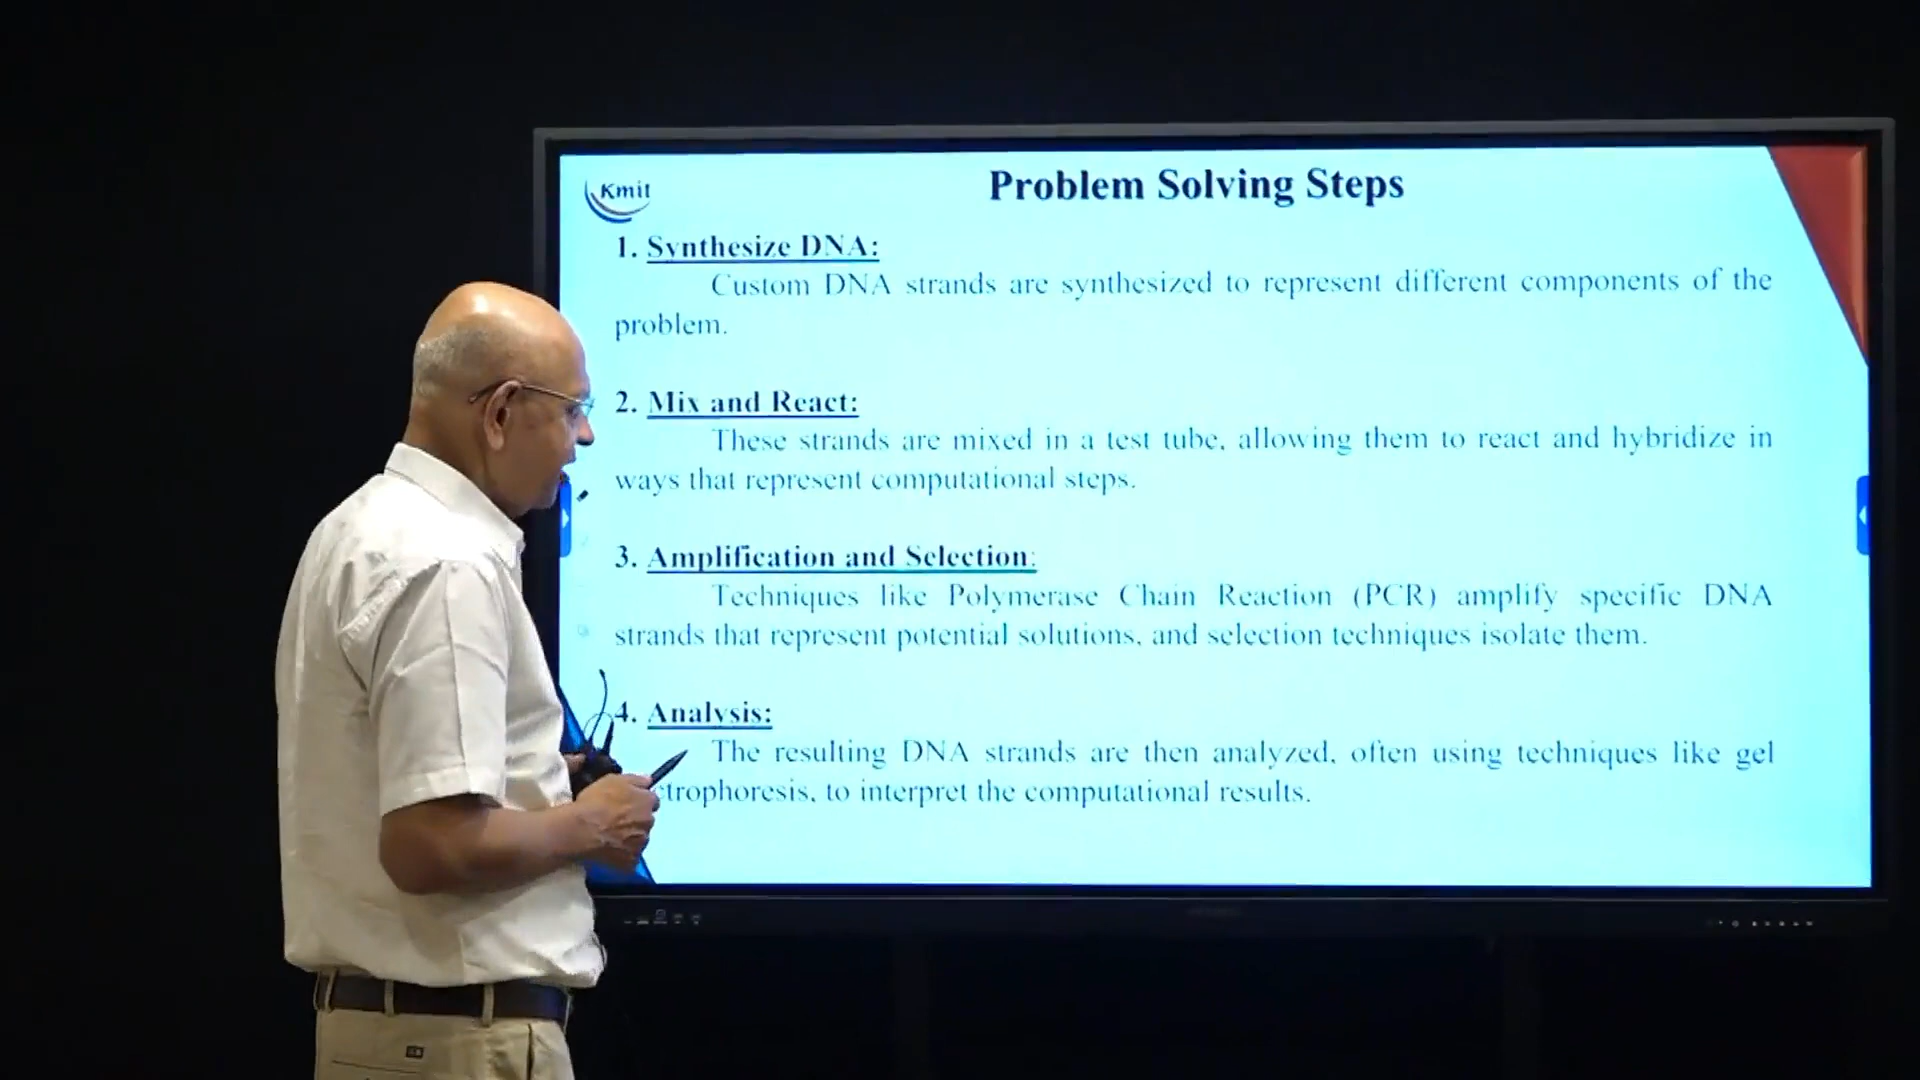 Kmit
Problem Solving Steps
1. Synthesize DNA:
Custom DNA strands are synthesized to represent different components of the
problem.
2. Mix and React:
These strands are mixed in a test tube, allowing them to react and hybridize in
ways that represent computational steps.
3. Amplification and Selection:
Techniques like Polymerase Chain Reaction (PCR) amplify specific DNA
strands that represent potential solutions, and selection techniques isolate them.
4. Analysis:
The resulting DNA strands are then analyzed, often using techniques like gel
ctrophoresis, to interpret the computational results.